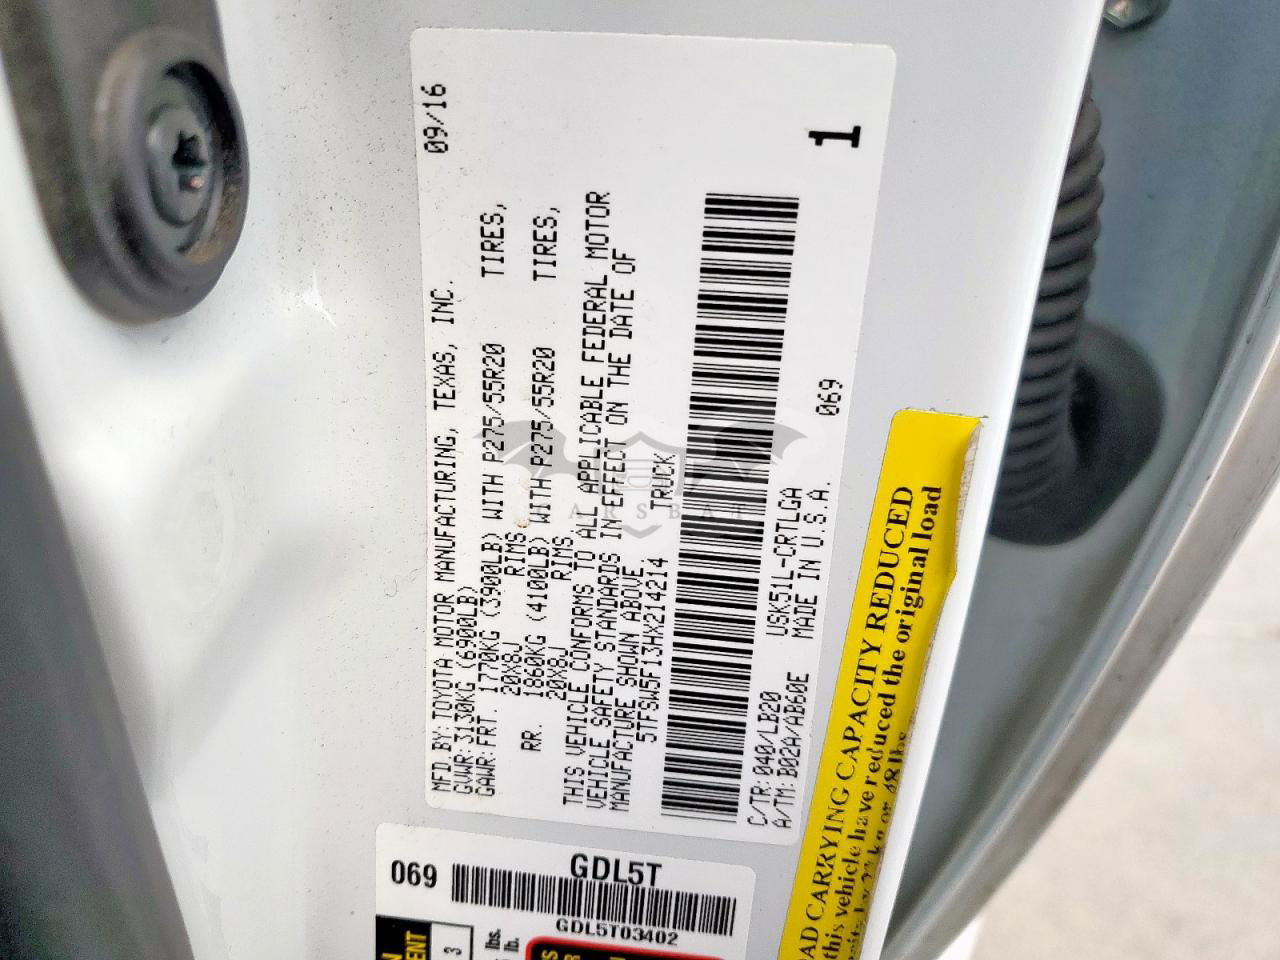 09/16
MFD.BY: TOYOTA MOTOR MANUFACTURING, TEXAS, INC.
GVWR: 3130KG (6900LB)
GAWR: FRT. 1770KG (3900LB) WITH P275/55R20 TIRES,
20X8J RIMS
RR. 1860KG (4100LB) WITH P275/55R20 TIRES,
20X8J RIMS
THIS VEHICLE CONFORMS TO ALL APPLICABLE FEDERAL MOTOR
VEHICLE SAFETY STANDARDS IN EFFECT ON THE DATE OF
MANUFACTURE SHOWN ABOVE.
5TFSW5F13HX214214 TRUCK
1
C/TR: 040/LB20 USK51L-CRTLGA 069
A/TM: B02A/AB60E MADE IN U.S.A.
CARSBAT
CARRYING CAPACITY REDUCED
this vehicle have reduced the original load
069
GDL5T
GDL5T03402
3
lbs.
lb.